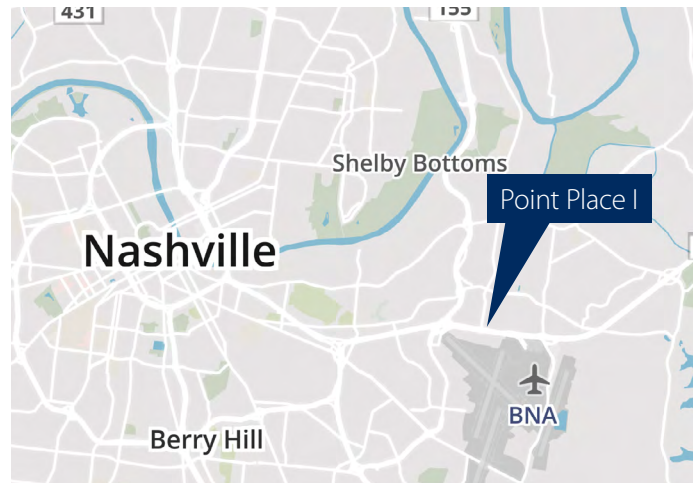 431
155
Shelby Bottoms
Point Place I
Nashville
BNA
Berry Hill